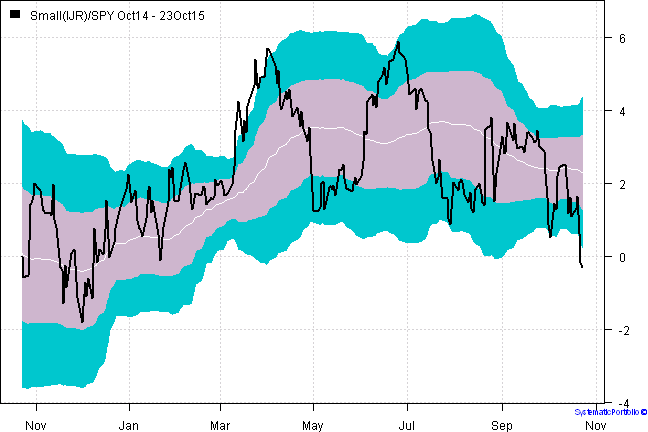 Small(IJR)/SPY Oct14 - 23Oct15
6
4
2
0
-2
-4
Nov Jan Mar May Jul Sep Nov
SystematicPortfolio ©